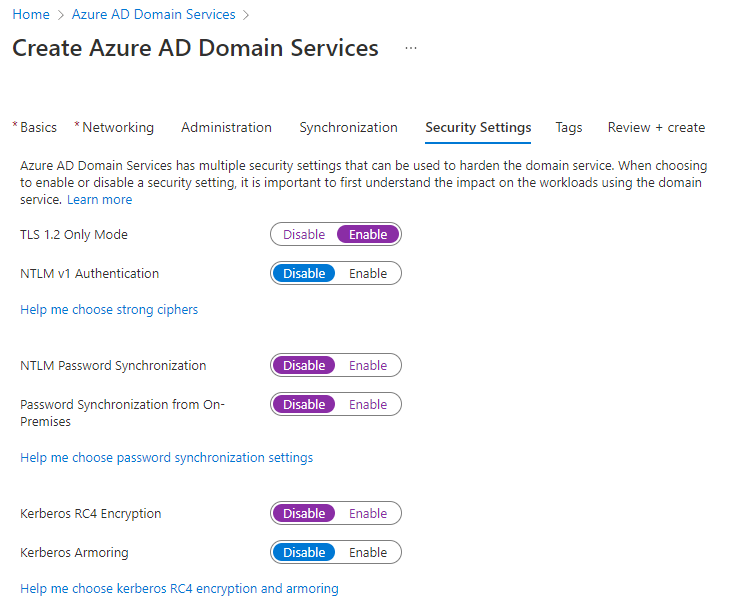 Home > Azure AD Domain Services >
Create Azure AD Domain Services ...
* Basics * Networking Administration Synchronization Security Settings Tags Review + create
Azure AD Domain Services has multiple security settings that can be used to harden the domain service. When choosing
to enable or disable a security setting, it is important to first understand the impact on the workloads using the domain
service. Learn more
TLS 1.2 Only Mode Disable Enable
NTLM v1 Authentication Disable Enable
Help me choose strong ciphers
NTLM Password Synchronization Disable Enable
Password Synchronization from On- Disable Enable
Premises
Help me choose password synchronization settings
Kerberos RC4 Encryption Disable Enable
Kerberos Armoring Disable Enable
Help me choose kerberos RC4 encryption and armoring